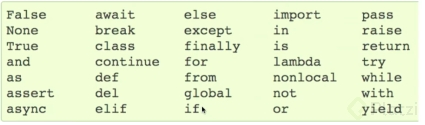 False await else import pass
None break except in raise
True class finally is return
and continue for lambda try
as def from nonlocal while
assert del global not with
async elif if or yield